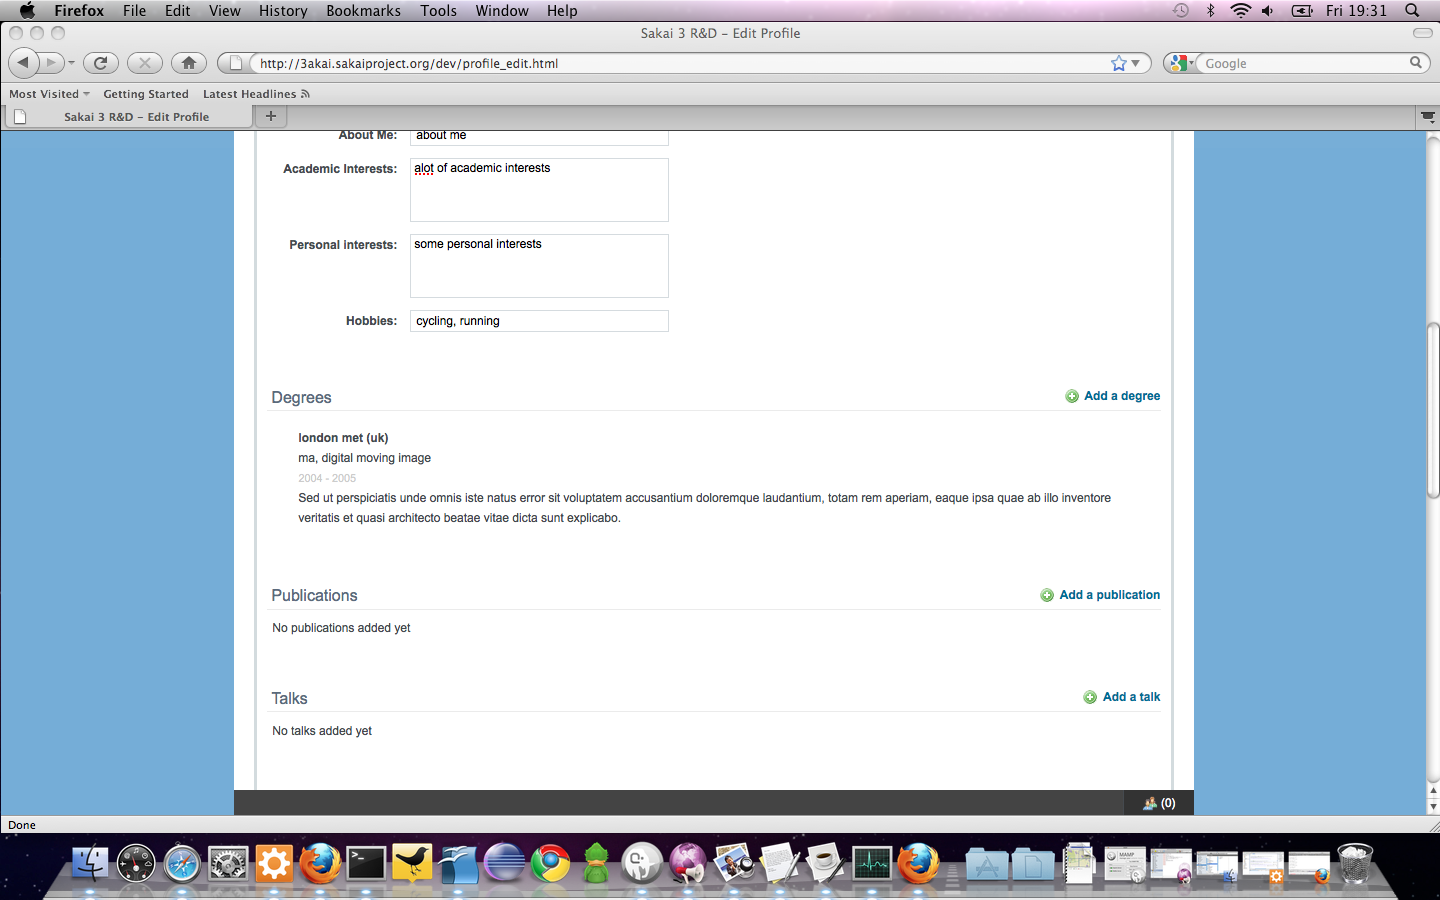 Firefox File Edit View History Bookmarks Tools Window Help Fri 19:31
Sakai 3 R&D – Edit Profile
http://3akai.sakaiproject.org/dev/profile_edit.html Google
Most Visited Getting Started Latest Headlines
Sakai 3 R&D – Edit Profile
About Me: about me
Academic Interests: alot of academic interests
Personal interests: some personal interests
Hobbies: cycling, running
Degrees Add a degree
london met (uk)
ma, digital moving image
2004 - 2005
Sed ut perspiciatis unde omnis iste natus error sit voluptatem accusantium doloremque laudantium, totam rem aperiam, eaque ipsa quae ab illo inventore
veritatis et quasi architecto beatae vitae dicta sunt explicabo.
Publications Add a publication
No publications added yet
Talks Add a talk
No talks added yet
(0)
Done